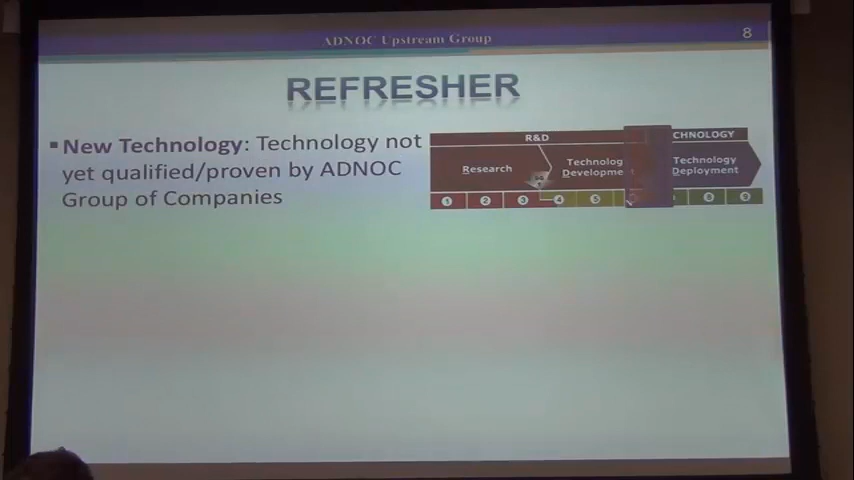 ADNOC Upstream Group
8
REFRESHER
▪ New Technology: Technology not
yet qualified/proven by ADNOC
Group of Companies
R&D
CHNOLOGY
Research
Technolog
Developme
Technology
Deployment
1 2 3 4 5 8 9